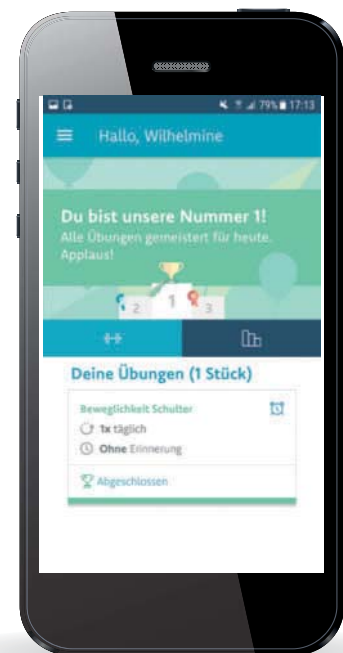 79% 17:13
Hallo, Wilhelmine
Du bist unsere Nummer 1!
Alle Übungen gemeistert für heute.
Applaus!
2 1 3
Deine Übungen (1 Stück)
Beweglichkeit Schulter
1x täglich
Ohne Erinnerung
Abgeschlossen